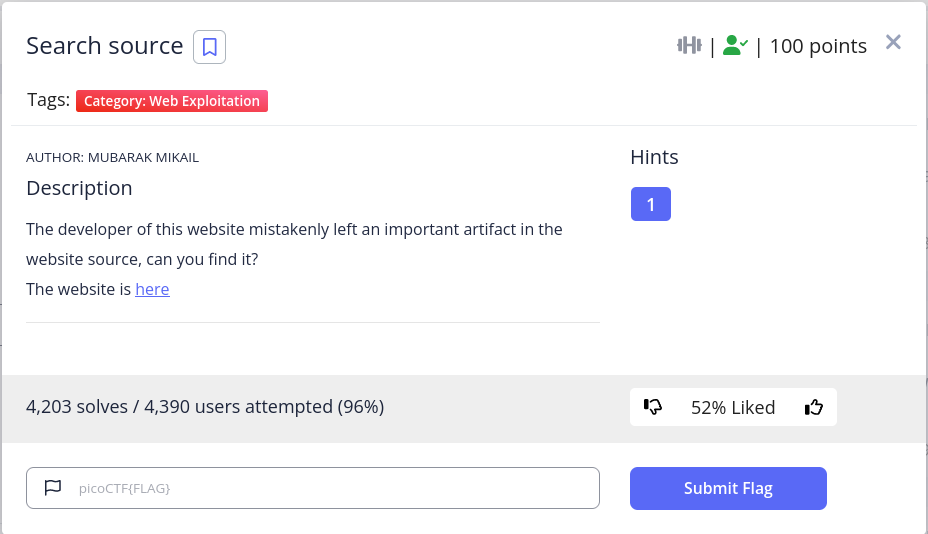 Search source
| | 100 points
Tags: Category: Web Exploitation
AUTHOR: MUBARAK MIKAIL
Description
The developer of this website mistakenly left an important artifact in the
website source, can you find it?
The website is here
Hints
1
4,203 solves / 4,390 users attempted (96%)
52% Liked
picoCTF{FLAG}
Submit Flag